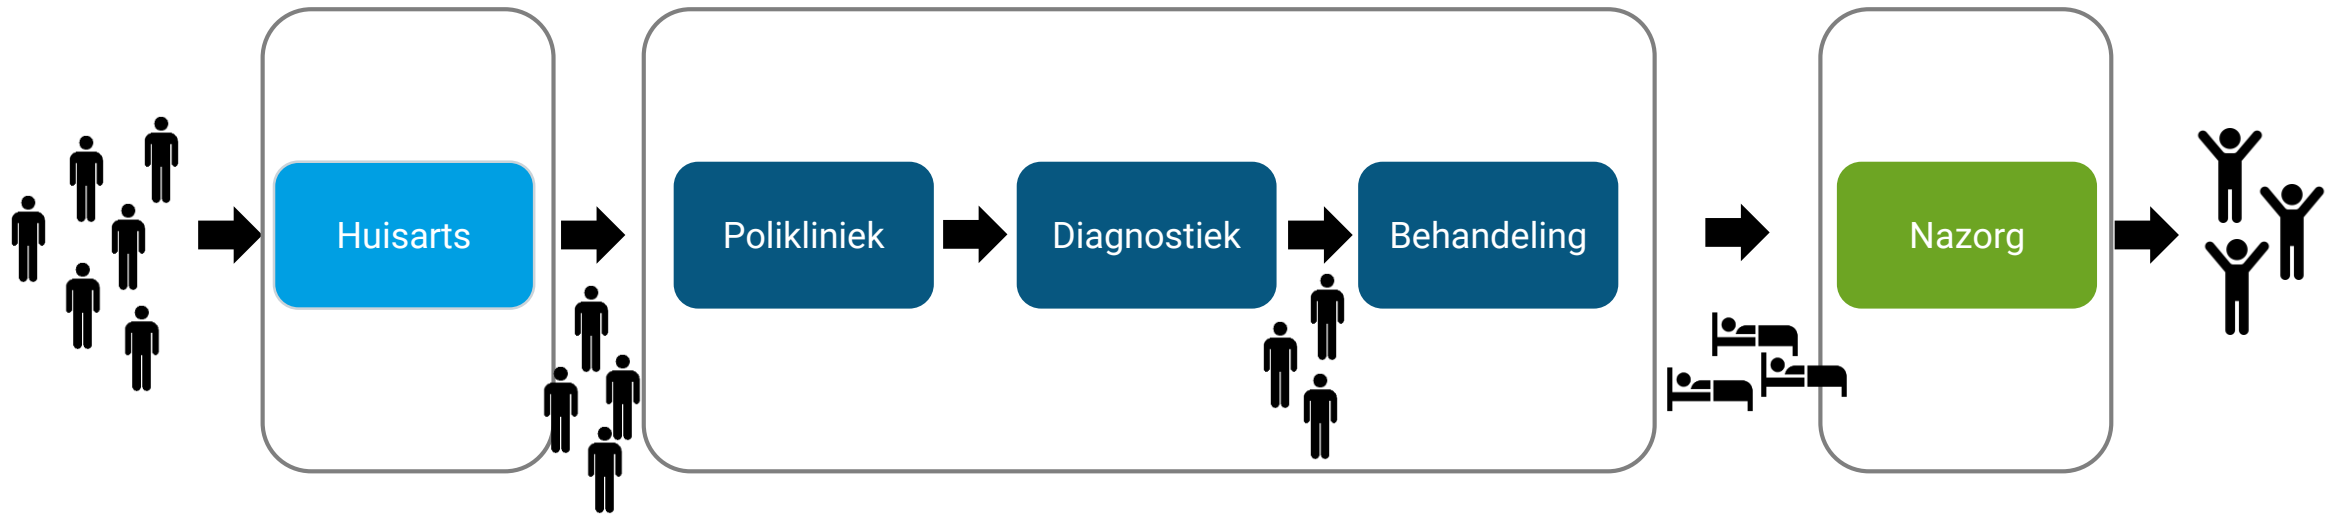 Huisarts
Polikliniek
Diagnostiek
Behandeling
Nazorg